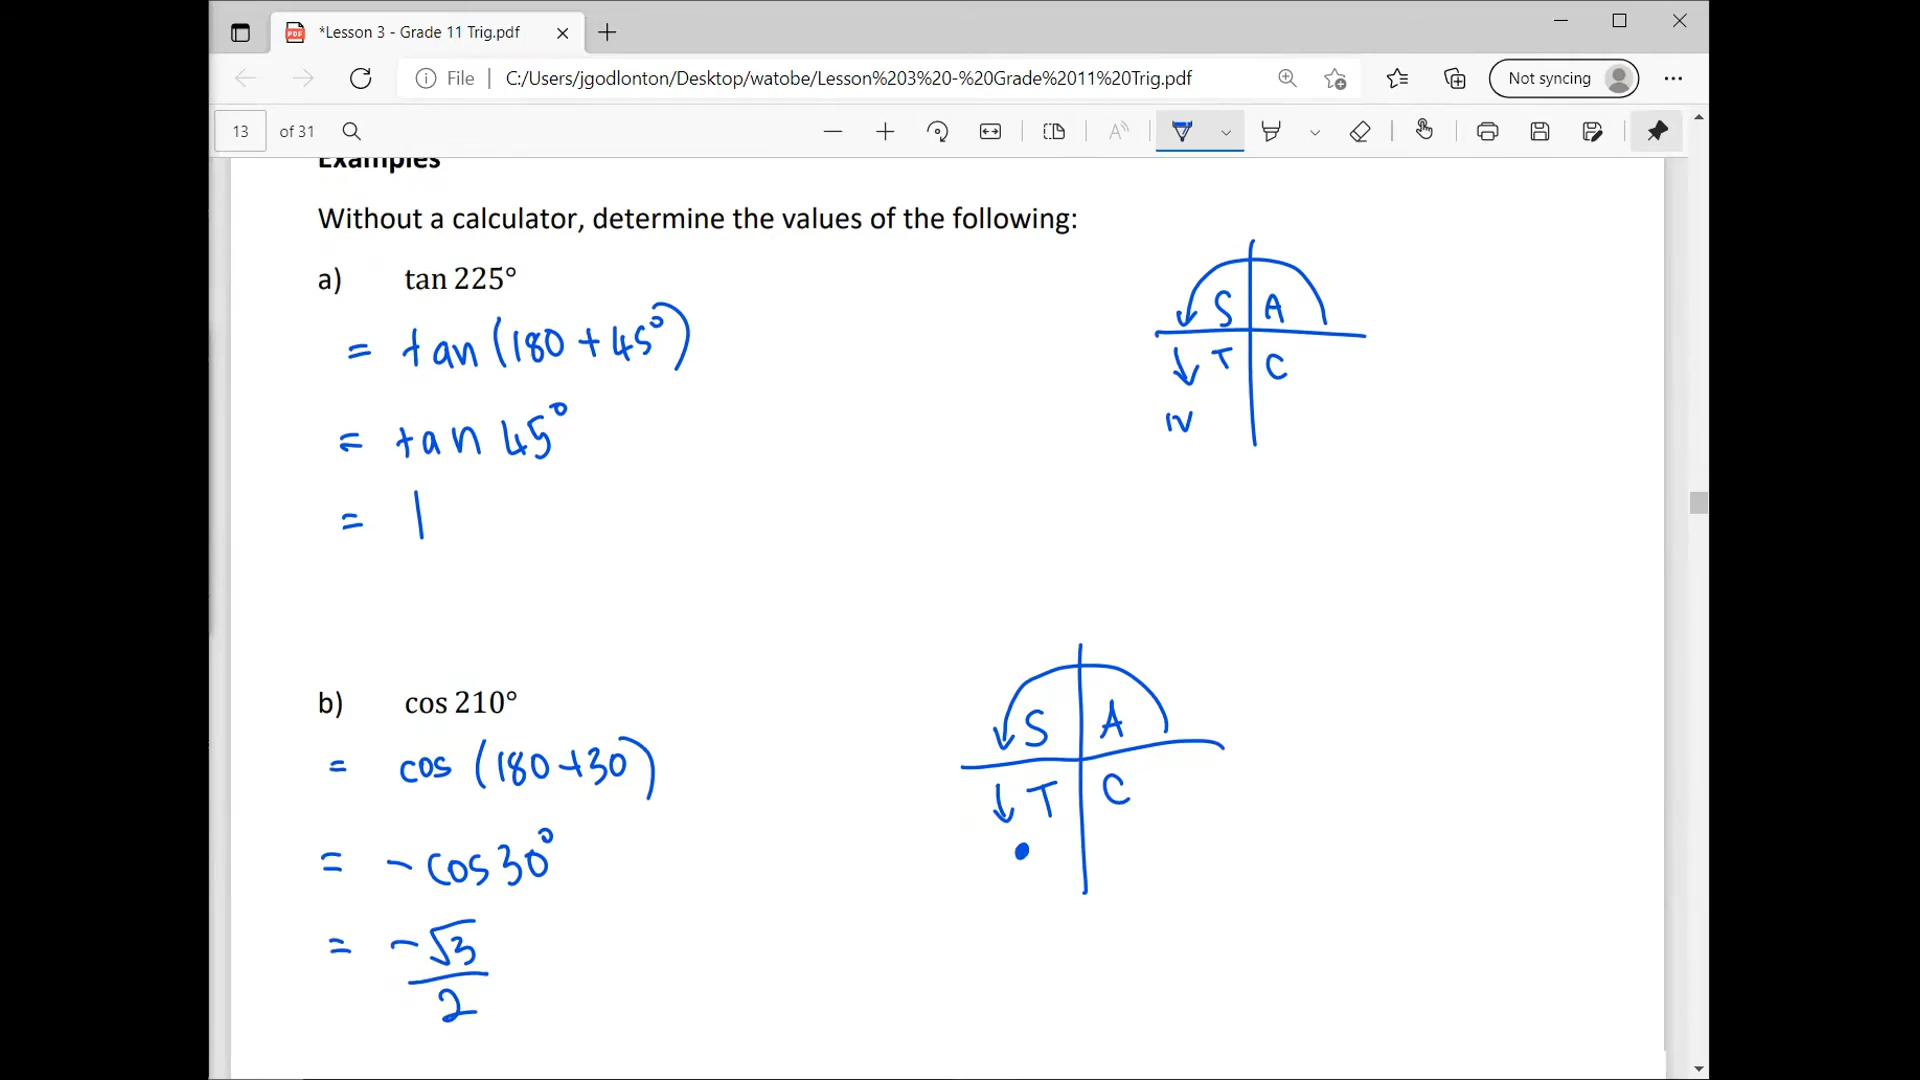 *Lesson 3 - Grade 11 Trig.pdf
File | C:/Users/jgodlonton/Desktop/watobe/Lesson%203%20-%20Grade%2011%20Trig.pdf
Not syncing
13 of 31
Examples
Without a calculator, determine the values of the following:
a) tan 225°
= tan (180 + 45°)
= tan 45°
= 1
S A
T C
IV
b) cos 210°
= cos (180+30)
= - cos 30°
= -√3/2
S A
T C